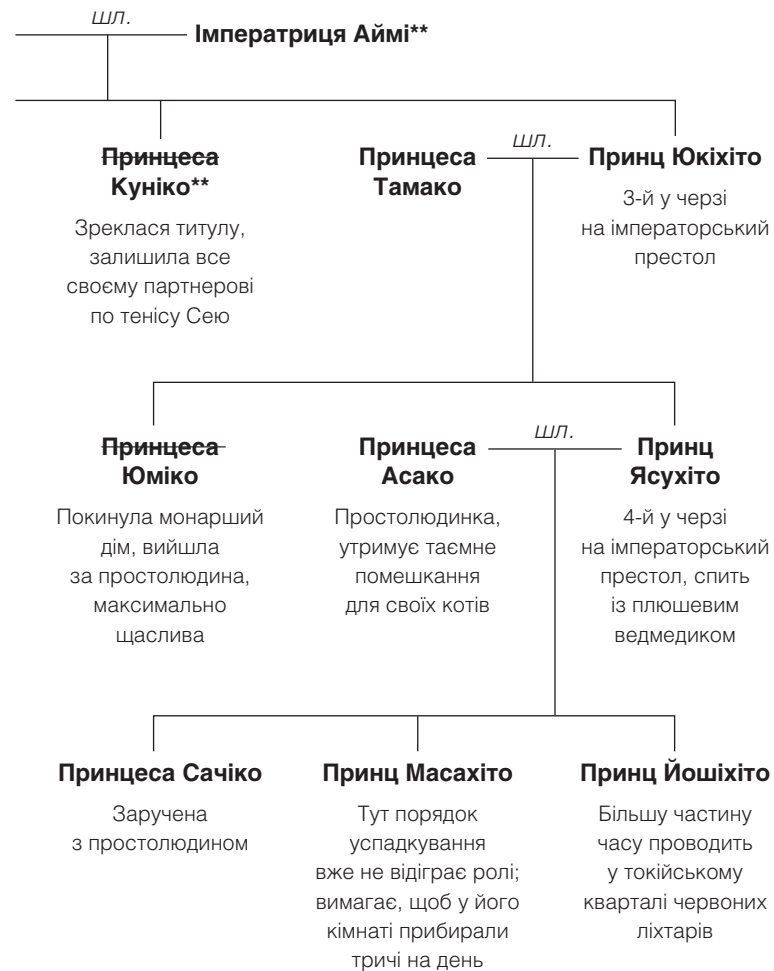 шл.
Імператриця Аймі**
Принцеса
Куніко**
Зреклася титулу,
залишила все
своєму партнерові
по тенісу Сею
Принцеса
Тамако
шл.
Принц Юкіхіто
3-й у черзі
на імператорський
престол
Принцеса
Юміко
Покинула монарший
дім, вийшла
за простолюдина,
максимально
щаслива
Принцеса
Асако
Простолюдинка,
утримує таємне
помешкання
для своїх котів
шл.
Принц
Ясухіто
4-й у черзі
на імператорський
престол, спить
із плюшевим
ведмедиком
Принцеса Сачіко
Заручена
з простолюдином
Принц Масахіто
Тут порядок
успадкування
вже не відіграє ролі;
вимагає, щоб у його
кімнаті прибирали
тричі на день
Принц Йошіхіто
Більшу частину
часу проводить
у токійському
кварталі червоних
ліхтарів